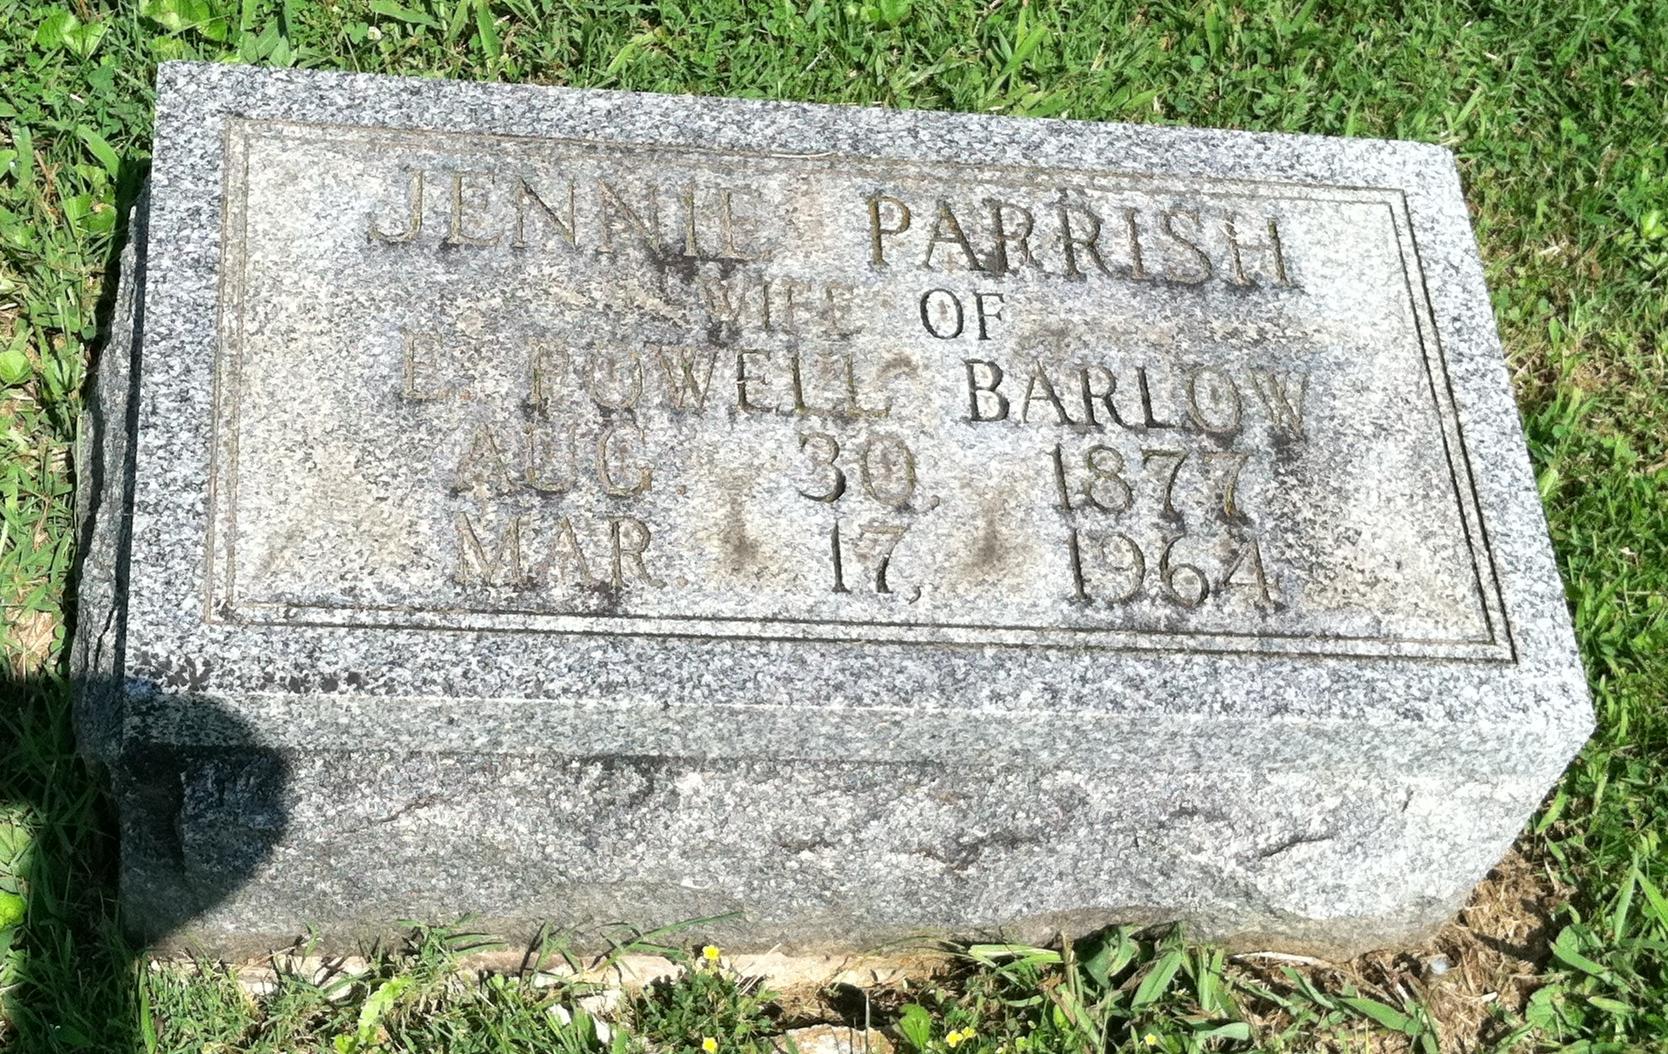 JENNIE PARRISH
WIFE OF
E. POWELL BARLOW
AUG. 30, 1877
MAR. 17, 1964